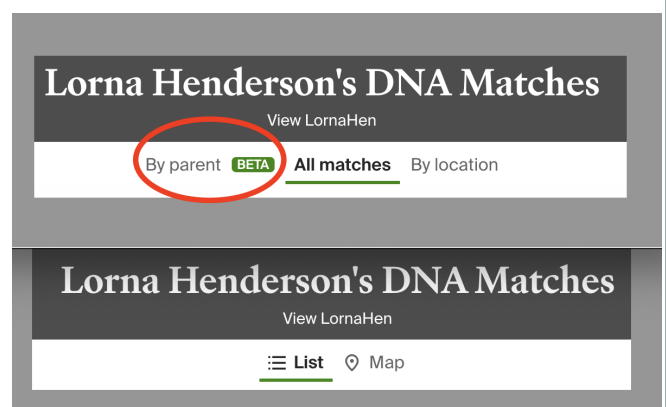 Lorna Henderson's DNA Matches
View LornaHen
By parent BETA All matches By location
Lorna Henderson's DNA Matches
View LornaHen
List Map